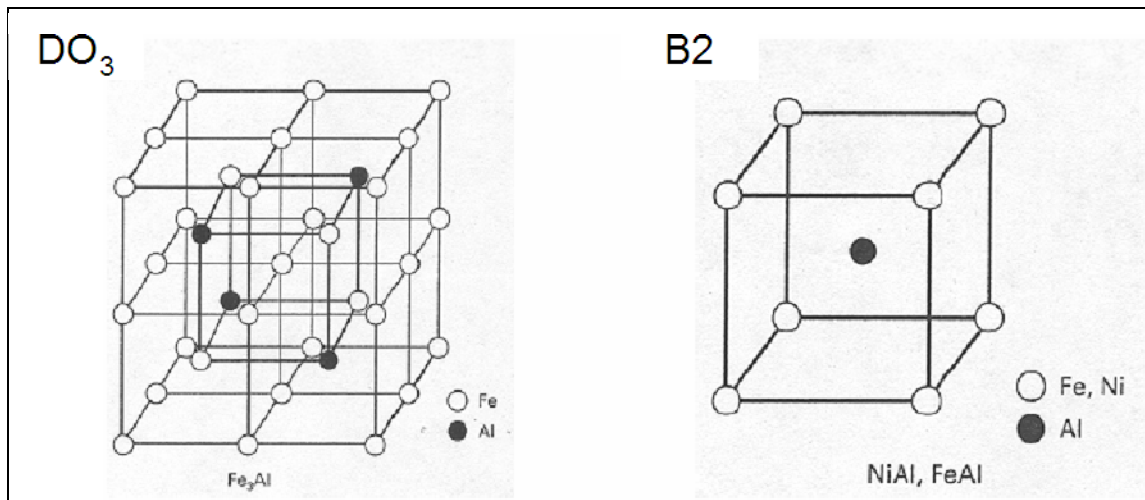 DO₃
B2
Fe
Al
Fe₃Al
Fe, Ni
Al
NiAl, FeAl